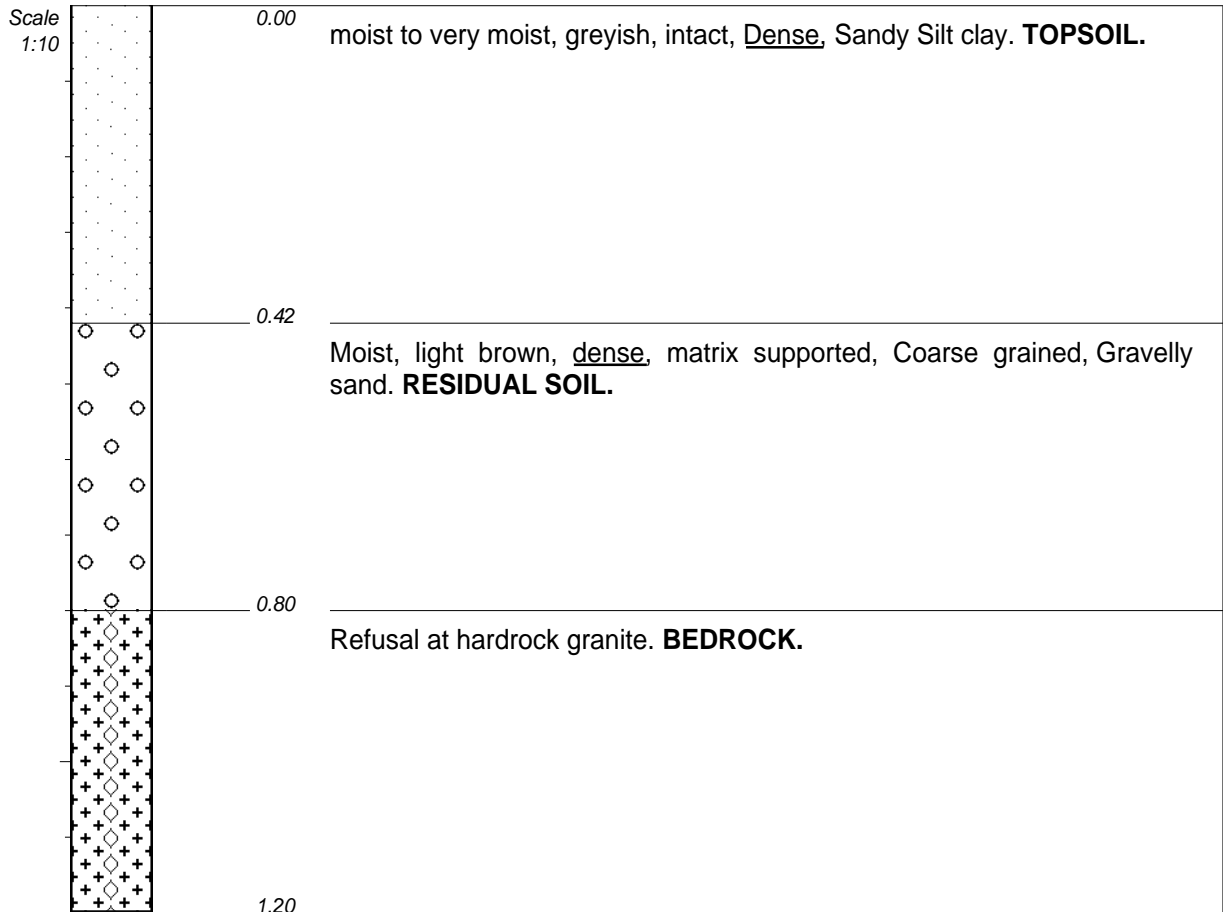 Scale
1:10
0.00
moist to very moist, greyish, intact, Dense, Sandy Silt clay. TOPSOIL.
0.42
Moist, light brown, dense, matrix supported, Coarse grained, Gravelly
sand. RESIDUAL SOIL.
0.80
Refusal at hardrock granite. BEDROCK.
1.20